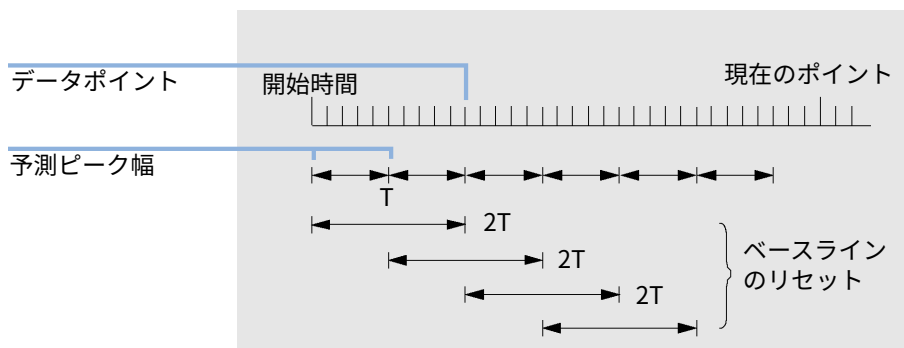 データポイント
開始時間
現在のポイント
予測ピーク幅
T
2T
2T
2T
ベースライン
のリセット